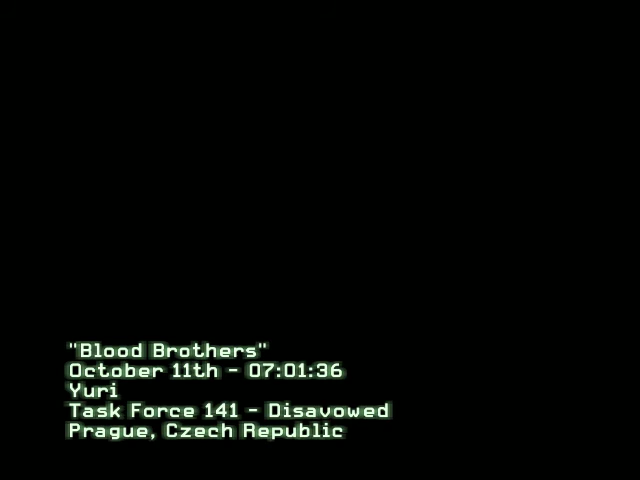 "Blood Brothers"
October 11th - 07:01:36
Yuri
Task Force 141 - Disavowed
Prague, Czech Republic